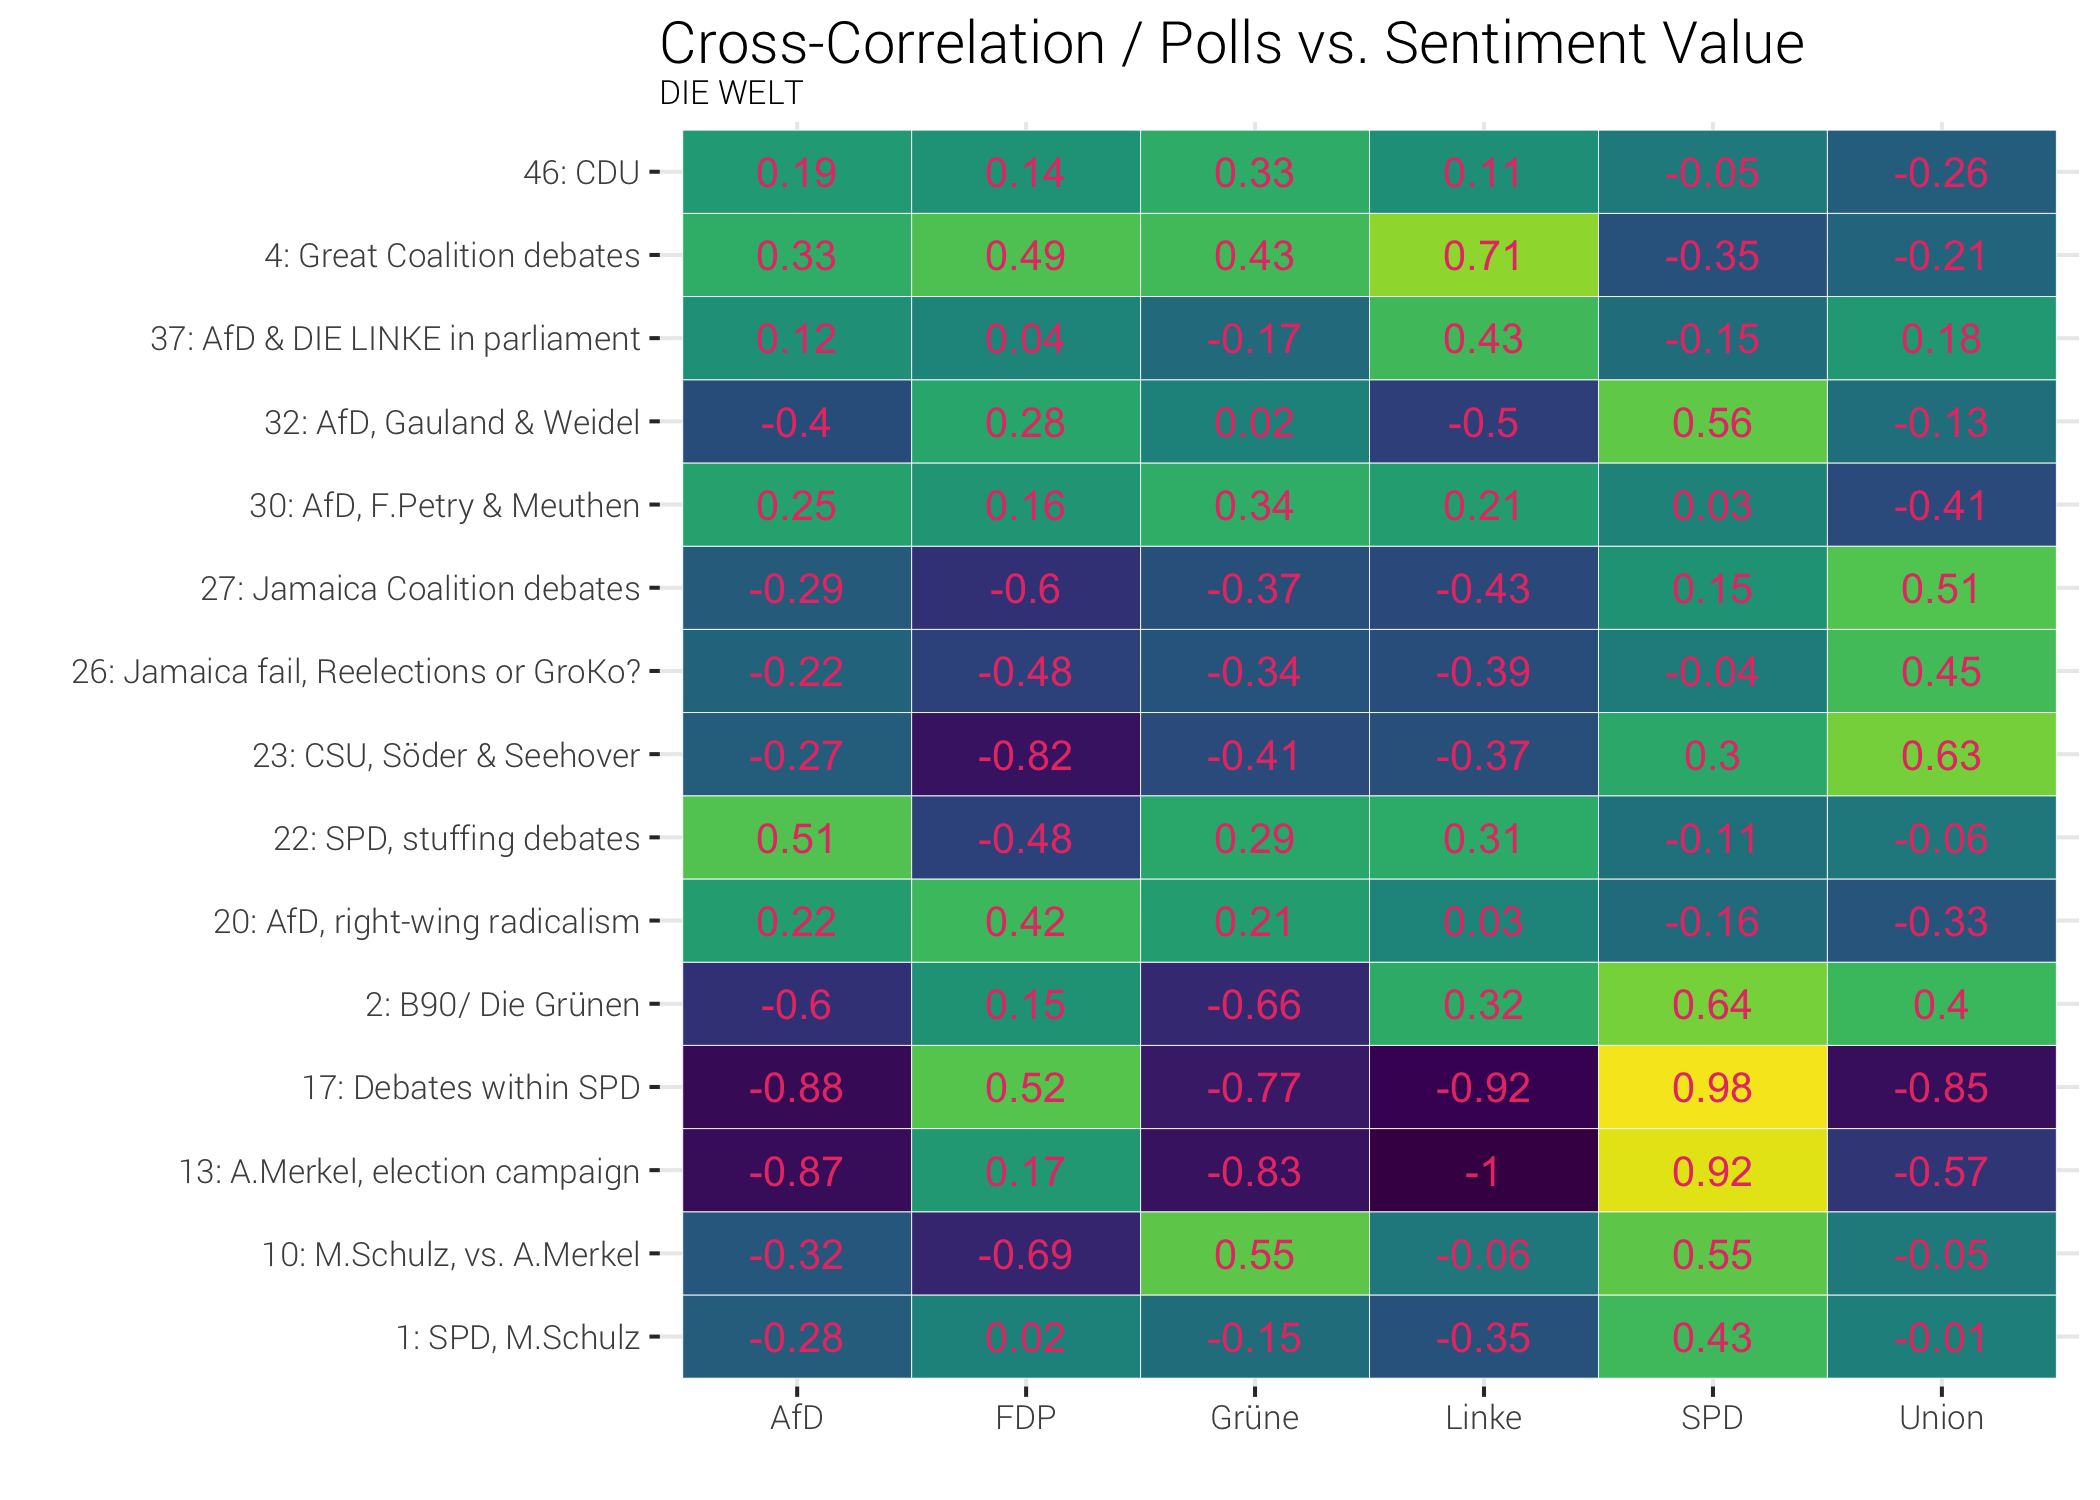 Cross-Correlation / Polls vs. Sentiment Value
DIE WELT
46: CDU 0.19 0.14 0.33 0.11 -0.05 -0.26
4: Great Coalition debates 0.33 0.49 0.43 0.71 -0.35 -0.21
37: AfD & DIE LINKE in parliament 0.12 0.04 -0.17 0.43 -0.15 0.18
32: AfD, Gauland & Weidel -0.4 0.28 0.02 -0.5 0.56 -0.13
30: AfD, F.Petry & Meuthen 0.25 0.16 0.34 0.21 0.03 -0.41
27: Jamaica Coalition debates -0.29 -0.6 -0.37 -0.43 0.15 0.51
26: Jamaica fail, Reelections or GroKo? -0.22 -0.48 -0.34 -0.39 -0.04 0.45
23: CSU, Söder & Seehover -0.27 -0.82 -0.41 -0.37 0.3 0.63
22: SPD, stuffing debates 0.51 -0.48 0.29 0.31 -0.11 -0.06
20: AfD, right-wing radicalism 0.22 0.42 0.21 0.03 -0.16 -0.33
2: B90/ Die Grünen -0.6 0.15 -0.66 0.32 0.64 0.4
17: Debates within SPD -0.88 0.52 -0.77 -0.92 0.98 -0.85
13: A.Merkel, election campaign -0.87 0.17 -0.83 -1 0.92 -0.57
10: M.Schulz, vs. A.Merkel -0.32 -0.69 0.55 -0.06 0.55 -0.05
1: SPD, M.Schulz -0.28 0.02 -0.15 -0.35 0.43 -0.01
AfD FDP Grüne Linke SPD Union